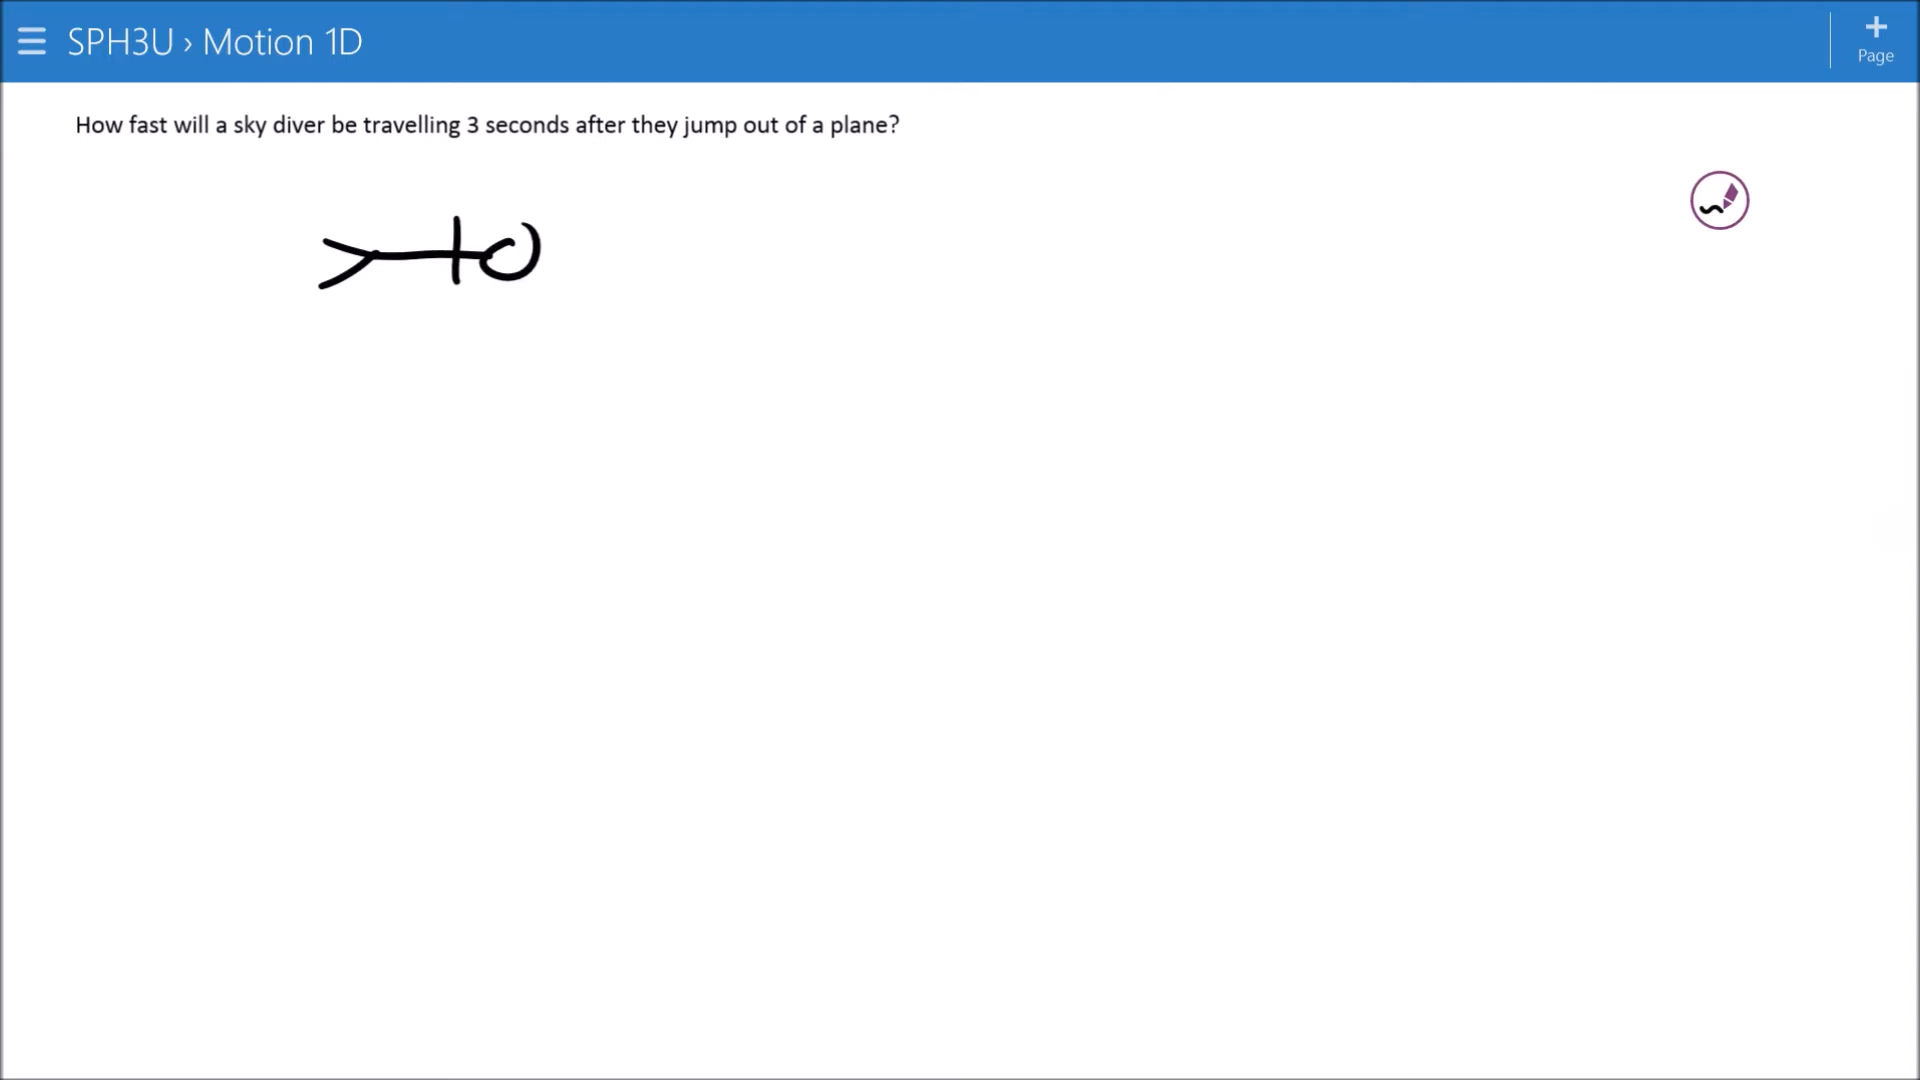 SPH3U › Motion 1D
Page
How fast will a sky diver be travelling 3 seconds after they jump out of a plane?